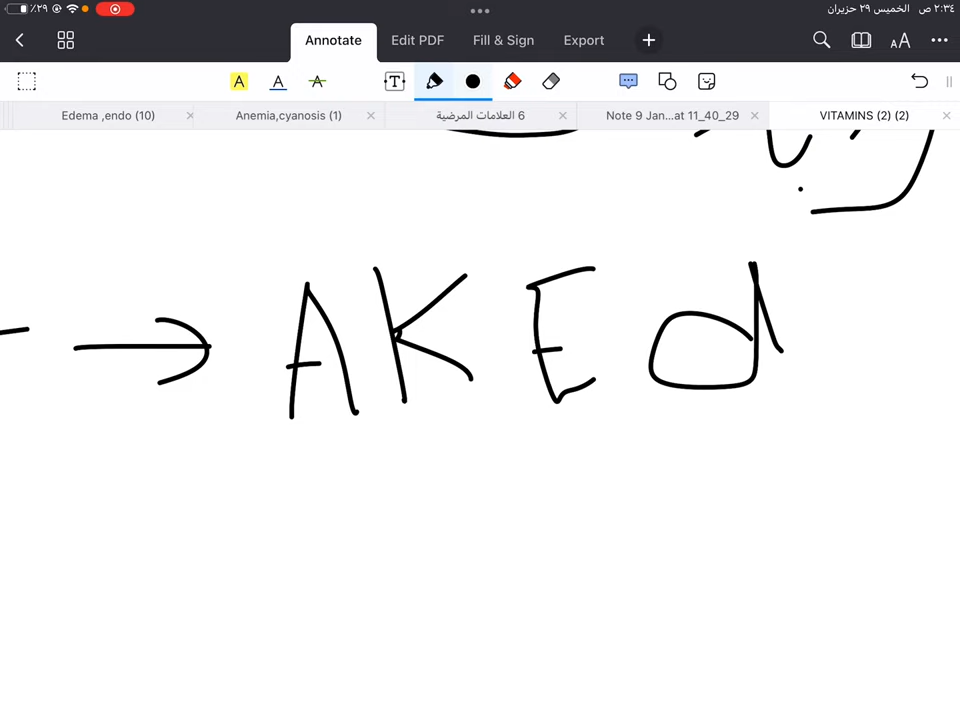 ٪٢٩
٢:٣٤ ص الخميس ٢٩ حزيران
Annotate Edit PDF Fill & Sign Export +
A A A T AA
Edema ,endo (10) × Anemia,cyanosis (1) × 6 العلامات المرضية × Note 9 Jan...at 11_40_29 × VITAMINS (2) (2) ×
→ A K E d